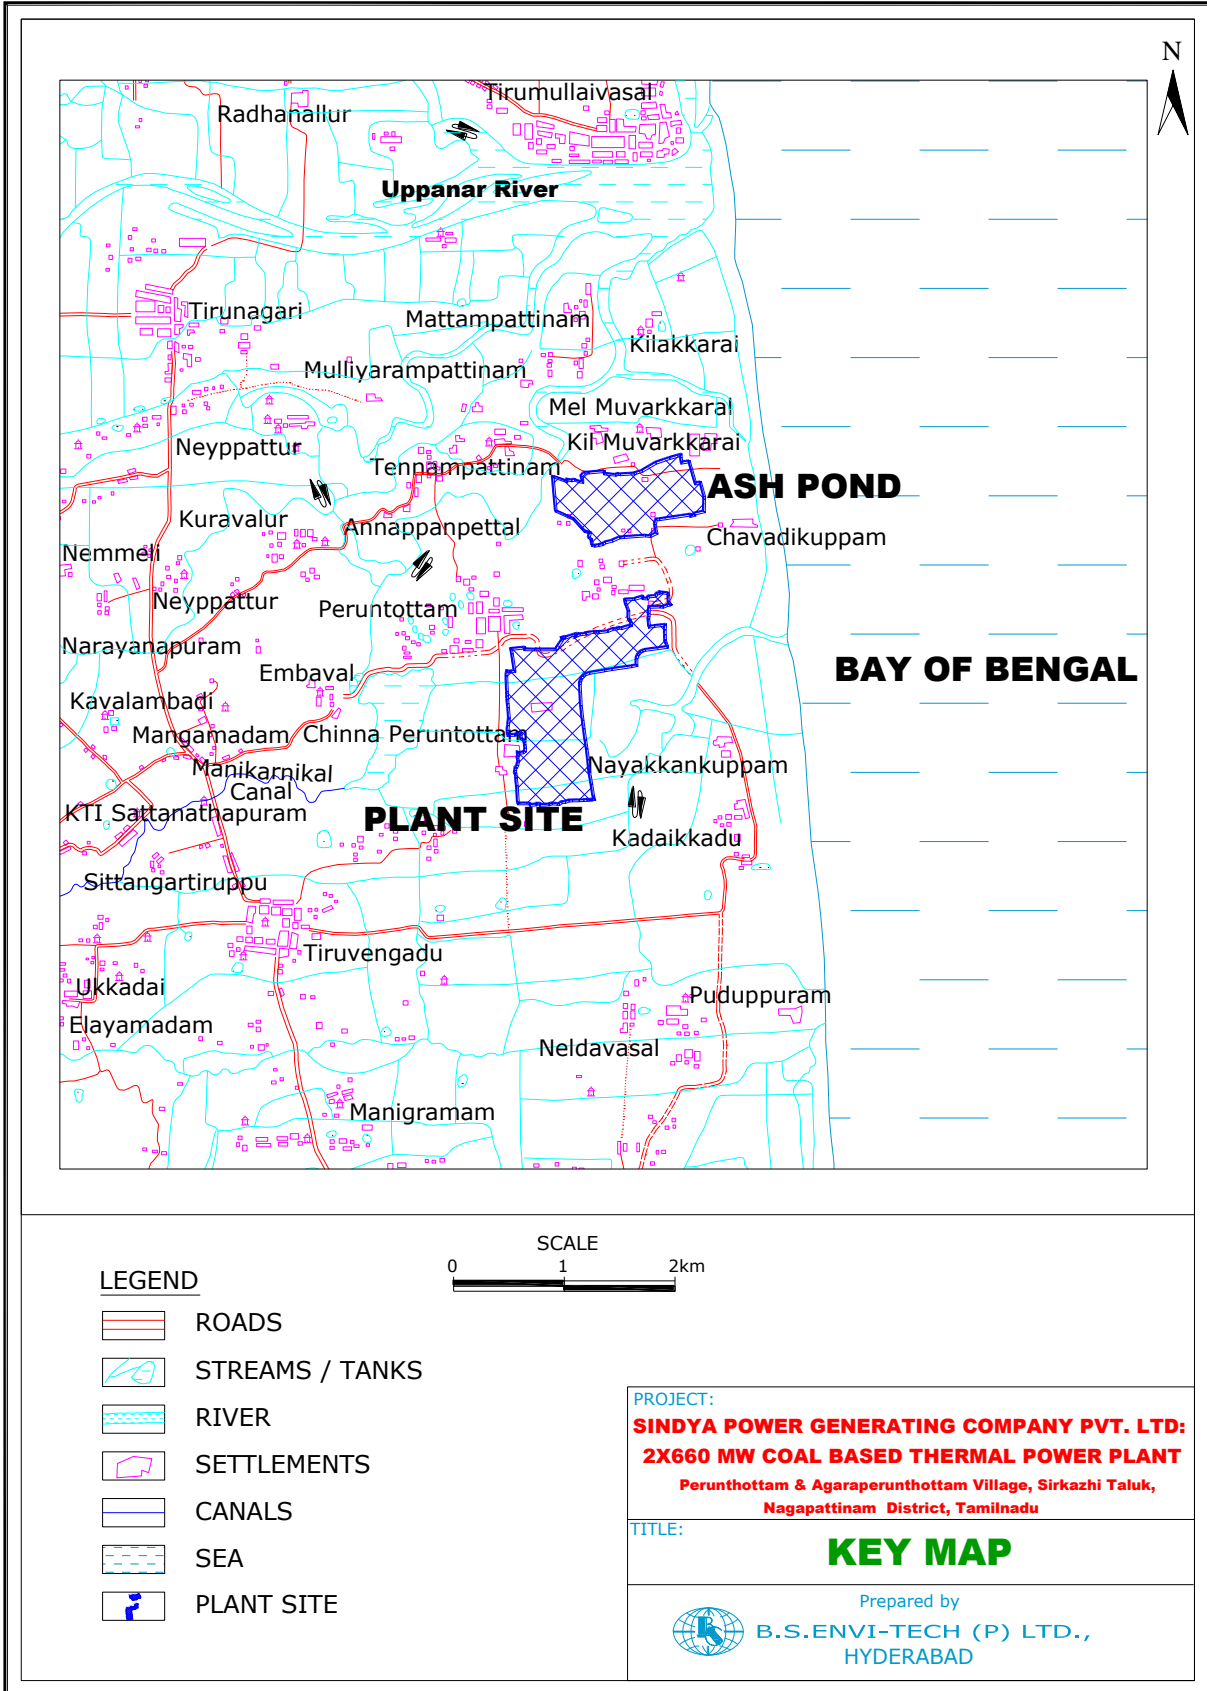 N
Tirumullaivasal
Radhanallur
Uppanar River
Tirunagari
Mattampattinam
Kilakkarai
Mulliyarampattinam
Mel Muvarkkarai
Neyppattur
Kil Muvarkkarai
Tennampattinam
ASH POND
Kuravalur
Annappanpettal
Chavadikuppam
Nemmeli
Neyppattur
Peruntottam
Narayanapuram
Embaval
BAY OF BENGAL
Kavalambadi
Mangamadam
Chinna Peruntottam
Manikarnikal
Canal
Nayakkankuppam
KTI Sattanathapuram
PLANT SITE
Kadaikkadu
Sittangartiruppu
Tiruvengadu
Ukkadai
Puduppuram
Elayamadam
Neldavasal
Manigramam
SCALE
0 1 2km
LEGEND
ROADS
STREAMS / TANKS
RIVER
SETTLEMENTS
CANALS
SEA
PLANT SITE
PROJECT:
SINDYA POWER GENERATING COMPANY PVT. LTD:
2X660 MW COAL BASED THERMAL POWER PLANT
Perunthottam & Agaraperunthottam Village, Sirkazhi Taluk,
Nagapattinam District, Tamilnadu
TITLE:
KEY MAP
Prepared by
BS
B.S.ENVI-TECH (P) LTD.,
HYDERABAD